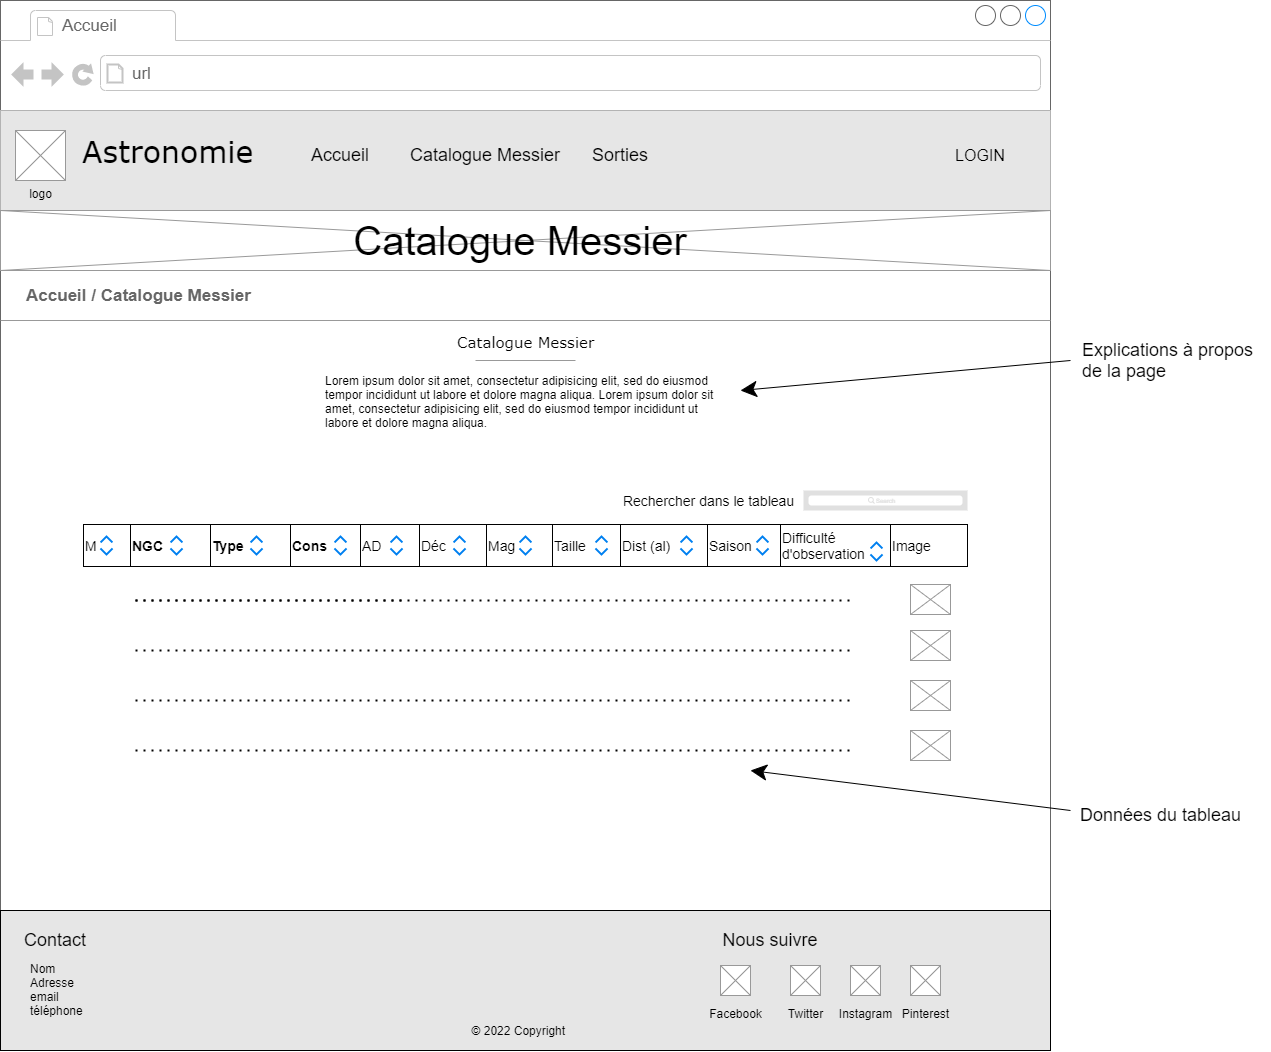 Accueil
url
Astronomie
Accueil Catalogue Messier Sorties
LOGIN
logo
Catalogue Messier
Accueil / Catalogue Messier
Catalogue Messier
Explications à propos
de la page
Lorem ipsum dolor sit amet, consectetur adipisicing elit, sed do eiusmod
tempor incididunt ut labore et dolore magna aliqua. Lorem ipsum dolor sit
amet, consectetur adipisicing elit, sed do eiusmod tempor incididunt ut
labore et dolore magna aliqua.
Rechercher dans le tableau
Search
M NGC Type Cons AD Déc Mag Taille Dist (al) Saison Difficulté
d'observation Image
Données du tableau
Contact
Nous suivre
Nom
Adresse
email
téléphone
Facebook Twitter Instagram Pinterest
© 2022 Copyright